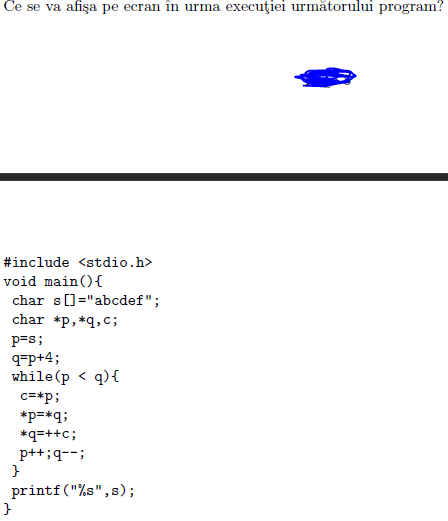 Ce se va afişa pe ecran în urma execuţiei următorului program?
#include <stdio.h>
void main(){
char s[]="abcdef";
char *p,*q,c;
p=s;
q=p+4;
while(p < q){
c=*p;
*p=*q;
*q=++c;
p++;q--;
}
printf("%s",s);
}